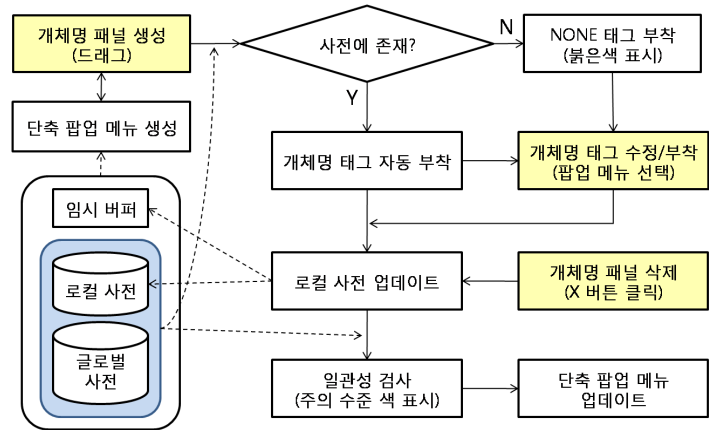 개체명 패널 생성
(드래그)
사전에 존재?
N
NONE 태그 부착
(붉은색 표시)
Y
단축 팝업 메뉴 생성
개체명 태그 자동 부착
개체명 태그 수정/부착
(팝업 메뉴 선택)
임시 버퍼
로컬 사전
로컬 사전 업데이트
개체명 패널 삭제
(X 버튼 클릭)
글로벌
사전
일관성 검사
(주의 수준 색 표시)
단축 팝업 메뉴
업데이트